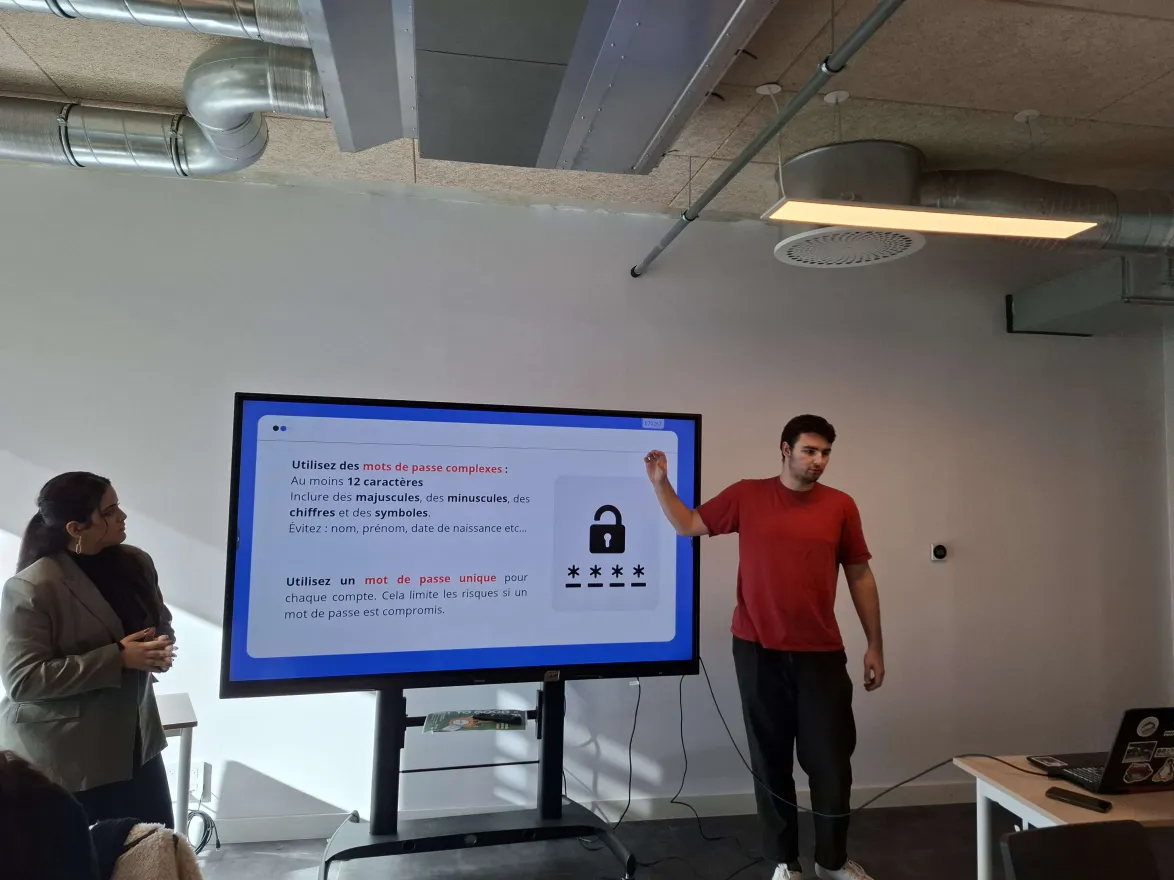 Utilisez des mots de passe complexes :
Au moins 12 caractères
Inclure des majuscules, des minuscules, des
chiffres et des symboles.
Évitez : nom, prénom, date de naissance etc...
Utilisez un mot de passe unique pour
chaque compte. Cela limite les risques si un
mot de passe est compromis.